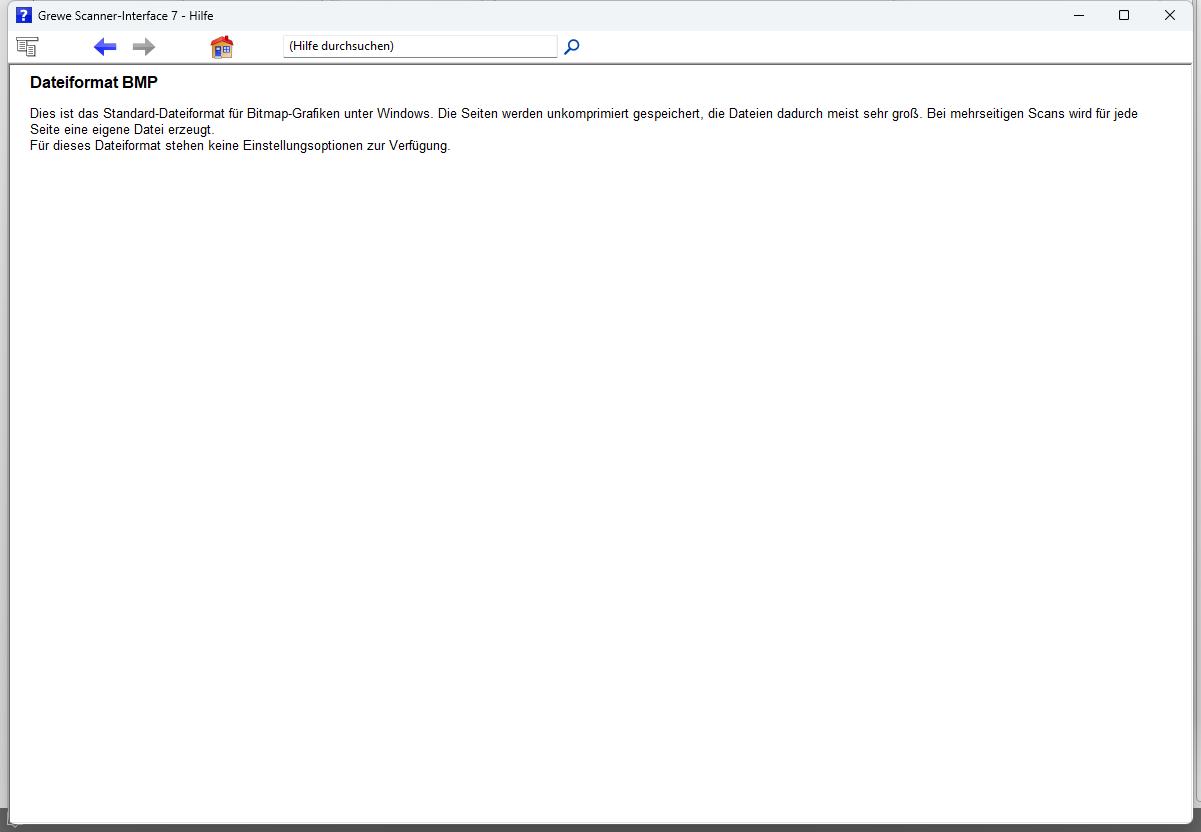 Grewe Scanner-Interface 7 - Hilfe
(Hilfe durchsuchen)
Dateiformat BMP
Dies ist das Standard-Dateiformat für Bitmap-Grafiken unter Windows. Die Seiten werden unkomprimiert gespeichert, die Dateien dadurch meist sehr groß. Bei mehrseitigen Scans wird für jede
Seite eine eigene Datei erzeugt.
Für dieses Dateiformat stehen keine Einstellungsoptionen zur Verfügung.